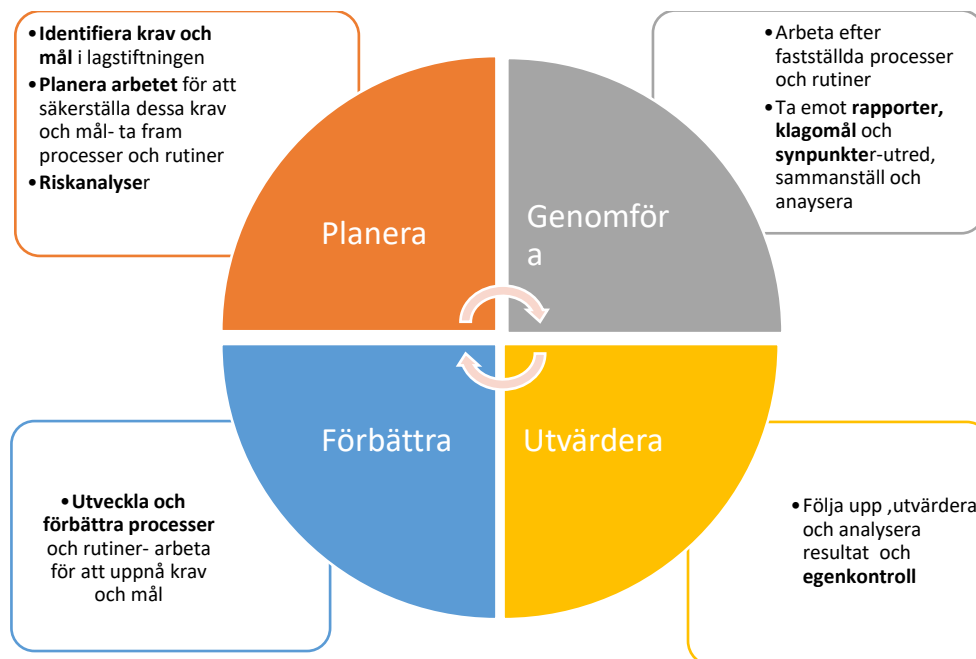 •Identifiera krav och
mål i lagstiftningen
•Planera arbetet för att
säkerställa dessa krav
och mål- ta fram
processer och rutiner
•Riskanalyser
•Arbeta efter
fastställda processer
och rutiner
•Ta emot rapporter,
klagomål och
synpunkter-utred,
sammanställ och
anaysera
Planera
Genomför
a
Förbättra
Utvärdera
•Utveckla och
förbättra processer
och rutiner- arbeta
för att uppnå krav
och mål
•Följa upp ,utvärdera
och analysera
resultat och
egenkontroll